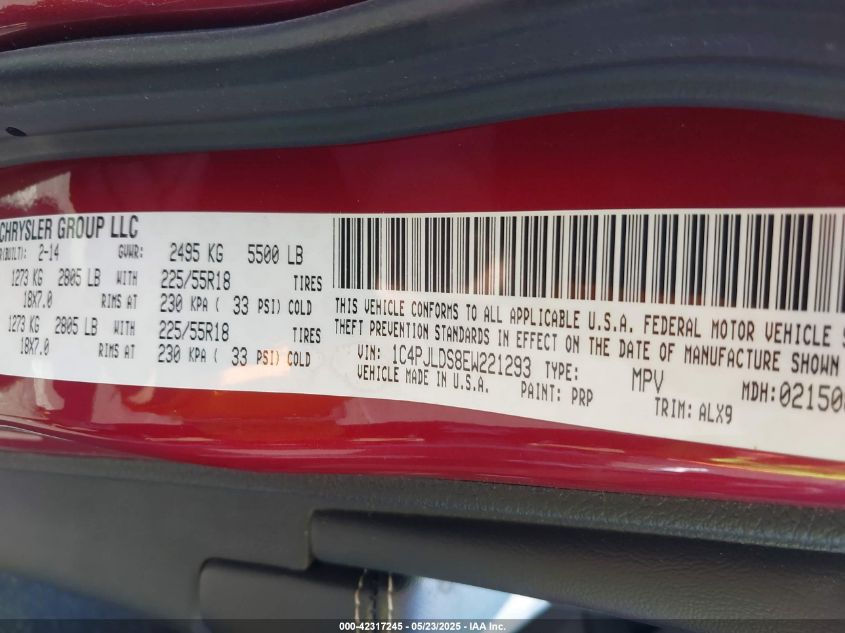 CHRYSLER GROUP LLC
(BUILT): 2-14 GVWR: 2495 KG 5500 LB
1273 KG 2805 LB WITH 225/55R18 TIRES
18X7.0 RIMS AT 230 KPA ( 33 PSI) COLD
1273 KG 2805 LB WITH 225/55R18 TIRES
18X7.0 RIMS AT 230 KPA ( 33 PSI) COLD
THIS VEHICLE CONFORMS TO ALL APPLICABLE U.S.A. FEDERAL MOTOR VEHICLE S
THEFT PREVENTION STANDARDS IN EFFECT ON THE DATE OF MANUFACTURE SHOWN
VIN: 1C4PJLDS8EW221293 TYPE: MPV MDH:02150
VEHICLE MADE IN U.S.A. PAINT: PRP TRIM: ALX9
000-42317245 - 05/23/2025 - IAA Inc.